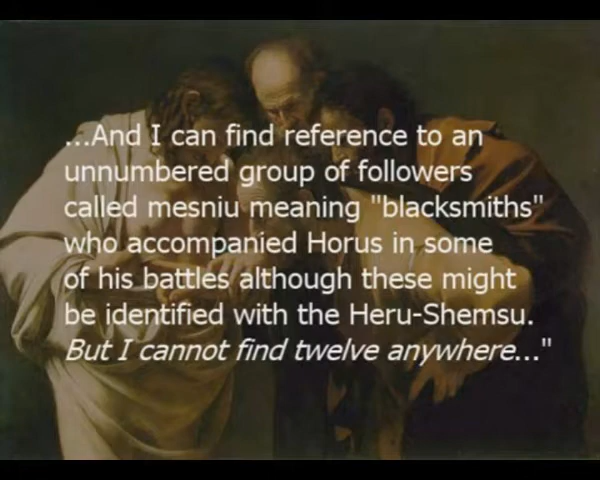 ...And I can find reference to an
unnumbered group of followers
called mesniu meaning "blacksmiths"
who accompanied Horus in some
of his battles although these might
be identified with the Heru-Shemsu.
But I cannot find twelve anywhere..."